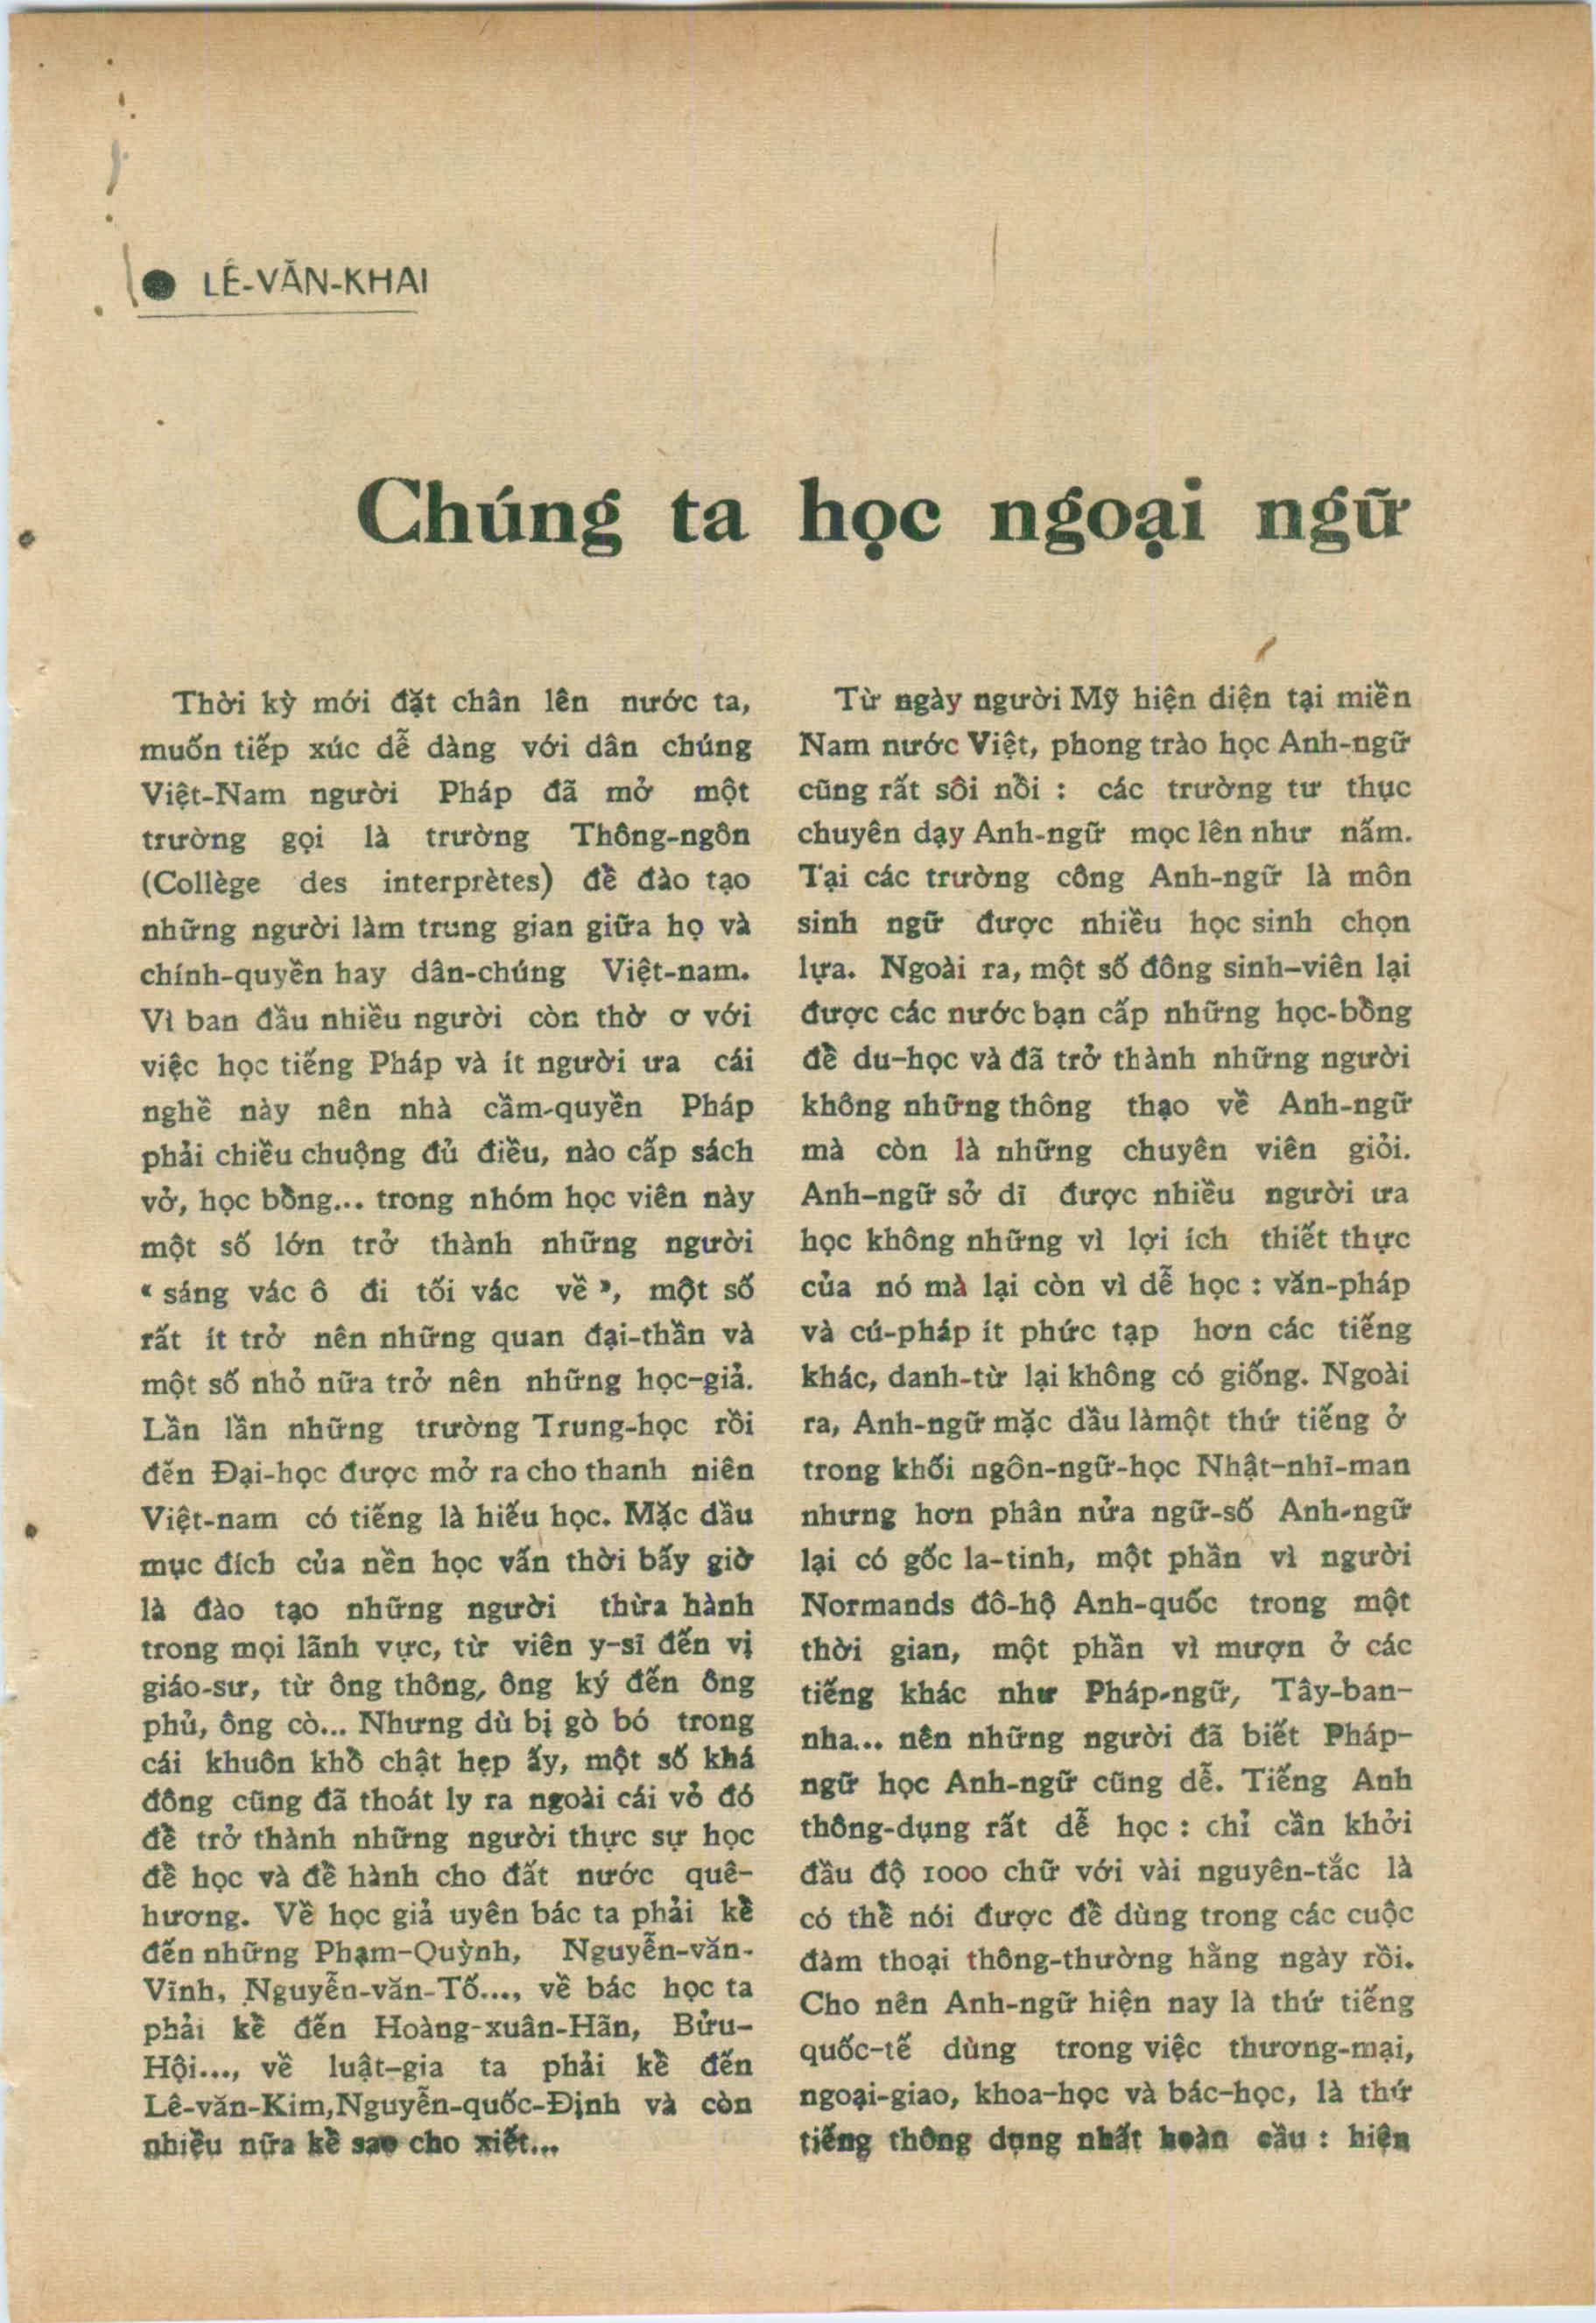 ● LÊ-VĂN-KHAI
Chúng ta học ngoại ngữ
Thời kỳ mới đặt chân lên nước ta,
muốn tiếp xúc dễ dàng với dân chúng
Việt-Nam người Pháp đã mở một
trường gọi là trường Thông-ngôn
(Collège des interprètes) để đào tạo
những người làm trung gian giữa họ và
chính-quyền hay dân-chúng Việt-nam.
Vì ban đầu nhiều người còn thờ ơ với
việc học tiếng Pháp và ít người ưa cái
nghề này nên nhà cầm-quyền Pháp
phải chiều chuộng đủ điều, nào cấp sách
vở, học bổng... trong nhóm học viên này
một số lớn trở thành những người
« sáng vác ô đi tối vác về », một số
rất ít trở nên những quan đại-thần và
một số nhỏ nữa trở nên những học-giả.
Lần lần những trường Trung-học rồi
đến Đại-học được mở ra cho thanh niên
Việt-nam có tiếng là hiếu học. Mặc dầu
mục đích của nền học vấn thời bấy giờ
là đào tạo những người thừa hành
trong mọi lãnh vực, từ viên y-sĩ đến vị
giáo-sư, từ ông thông, ông ký đến ông
phủ, ông cò... Nhưng dù bị gò bó trong
cái khuôn khổ chật hẹp ấy, một số khá
đông cũng đã thoát ly ra ngoài cái vỏ đó
để trở thành những người thực sự học
để học và để hành cho đất nước quê-
hương. Về học giả uyên bác ta phải kể
đến những Phạm-Quỳnh, Nguyễn-văn-
Vĩnh, Nguyễn-văn-Tố..., về bác học ta
phải kể đến Hoàng-xuân-Hãn, Bửu-
Hội..., về luật-gia ta phải kể đến
Lê-văn-Kim,Nguyễn-quốc-Định và còn
nhiều nữa kể sao cho xiết...
Từ ngày người Mỹ hiện diện tại miền
Nam nước Việt, phong trào học Anh-ngữ
cũng rất sôi nổi : các trường tư thục
chuyên dạy Anh-ngữ mọc lên như nấm.
Tại các trường công Anh-ngữ là môn
sinh ngữ được nhiều học sinh chọn
lựa. Ngoài ra, một số đông sinh-viên lại
được các nước bạn cấp những học-bổng
để du-học và đã trở thành những người
không những thông thạo về Anh-ngữ
mà còn là những chuyên viên giỏi.
Anh-ngữ sở dĩ được nhiều người ưa
học không những vì lợi ích thiết thực
của nó mà lại còn vì dễ học : văn-pháp
và cú-pháp ít phức tạp hơn các tiếng
khác, danh-từ lại không có giống. Ngoài
ra, Anh-ngữ mặc dầu làmột thứ tiếng ở
trong khối ngôn-ngữ-học Nhật-nhĩ-man
nhưng hơn phân nửa ngữ-số Anh-ngữ
lại có gốc la-tinh, một phần vì người
Normands đô-hộ Anh-quốc trong một
thời gian, một phần vì mượn ở các
tiếng khác như Pháp-ngữ, Tây-ban-
nha... nên những người đã biết Pháp-
ngữ học Anh-ngữ cũng dễ. Tiếng Anh
thông-dụng rất dễ học : chỉ cần khởi
đầu độ 1000 chữ với vài nguyên-tắc là
có thể nói được để dùng trong các cuộc
đàm thoại thông-thường hằng ngày rồi.
Cho nên Anh-ngữ hiện nay là thứ tiếng
quốc-tế dùng trong việc thương-mại,
ngoại-giao, khoa-học và bác-học, là thứ
tiếng thông dụng nhất hoàn cầu : hiện